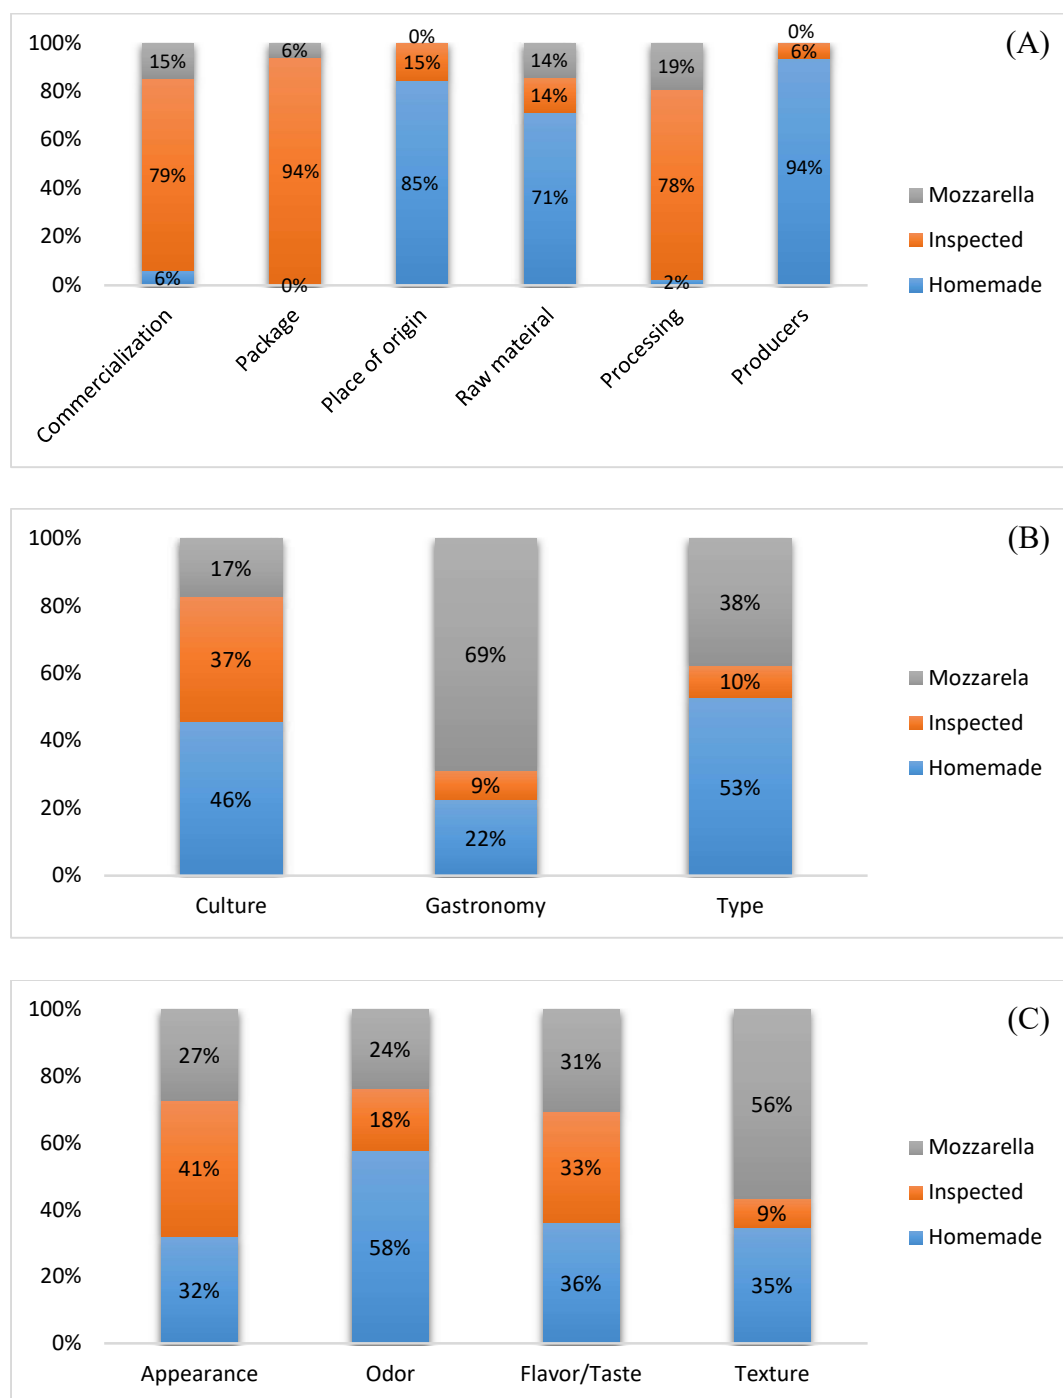 (A)
0% 0%
100% 15% 6% 15% 14% 19% 6%
80% 14%
60% 79% 94% 85% 71% 78% 94%
40%
20%
0% 6% 0% 2%
Mozzarella
Inspected
Homemade
Commercialization Package Place of origin Raw mateiral Processing Producers
(B)
100%
80% 17% 38%
60% 37% 69% 10%
40% 46% 9% 53%
20% 22%
0%
Mozzarela
Inspected
Homemade
Culture Gastronomy Type
(C)
100%
80% 27% 24% 31% 56%
60% 41% 18% 33%
40% 58% 9%
20% 32% 36% 35%
0%
Mozzarella
Inspected
Homemade
Appearance Odor Flavor/Taste Texture